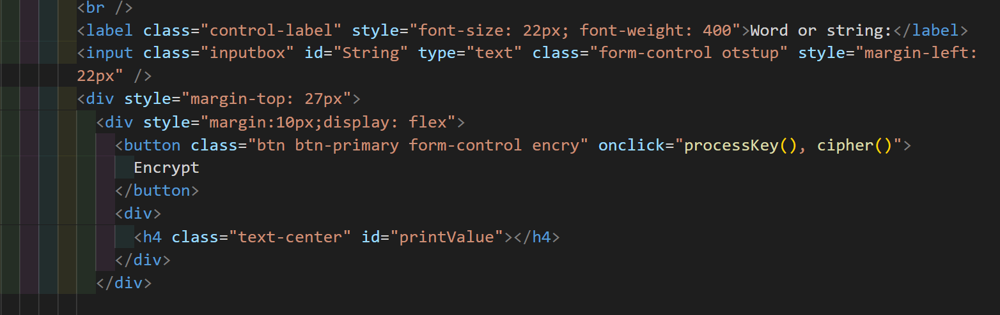 <br />
<label class="control-label" style="font-size: 22px; font-weight: 400">Word or string:</label>
<input class="inputbox" id="String" type="text" class="form-control otstup" style="margin-left:
22px" />
<div style="margin-top: 27px">
<div style="margin:10px;display: flex">
<button class="btn btn-primary form-control encry" onclick="processKey(), cipher()">
Encrypt
</button>
<div>
<h4 class="text-center" id="printValue"></h4>
</div>
</div>